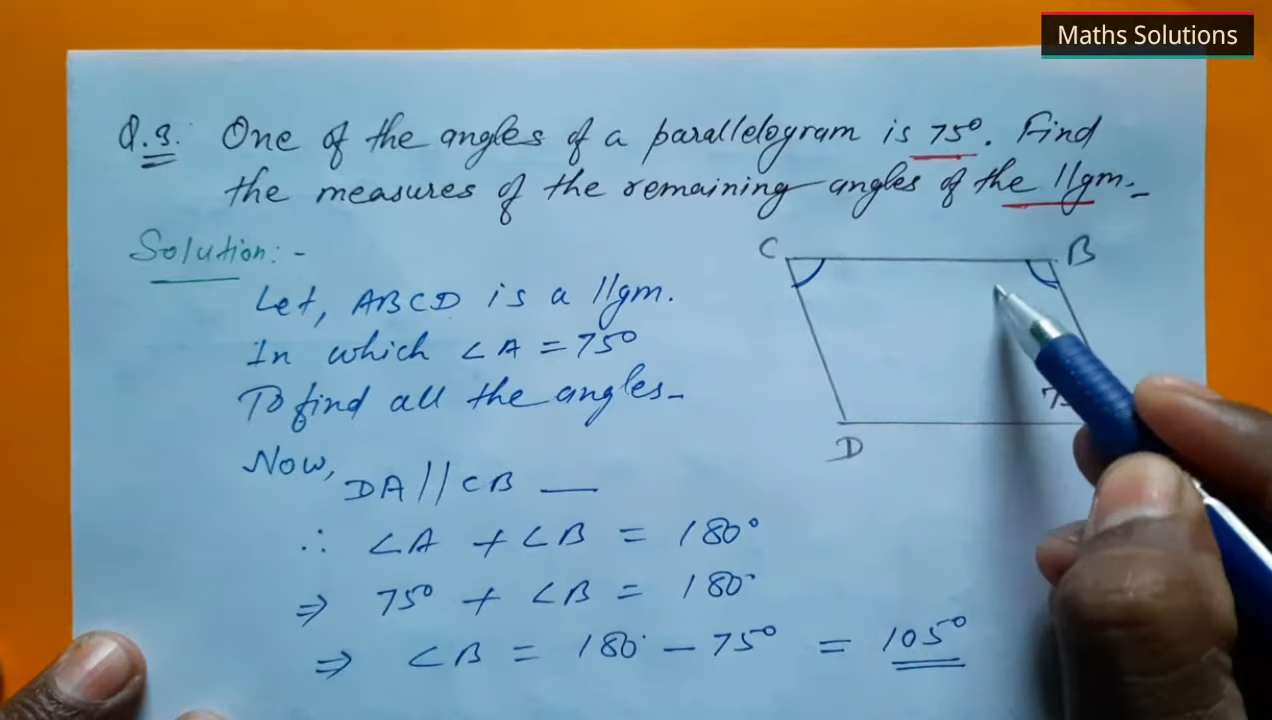 Maths Solutions
Q.3. One of the angles of a parallelogram is 75°. Find
the measures of the remaining angles of the ||gm.
Solution:-
Let, ABCD is a ||gm.
In which ∠A = 75°
To find all the angles-
Now,
DA || CB —
∴ ∠A + ∠B = 180°
⇒ 75° + ∠B = 180°
⇒ ∠B = 180° - 75° = 105°
C
B
D